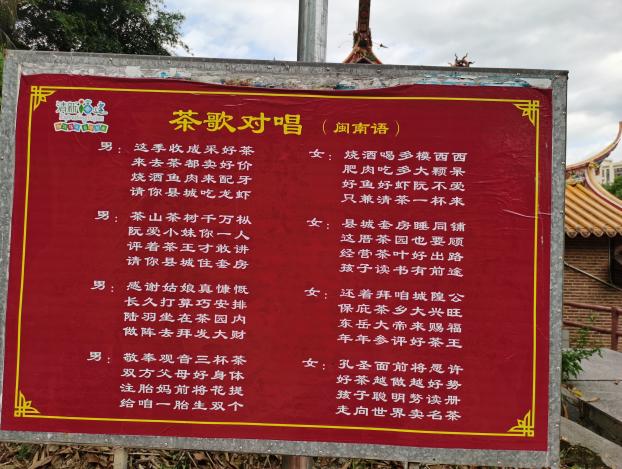 清新福建
茶歌对唱（闽南语）
男：这季收成采好茶
来去茶都卖好价
烧酒鱼肉来配牙
请你县城吃龙虾
女：烧酒喝多模西西
肥肉吃多大颗呆
好鱼好虾阮不爱
只兼清茶一杯来
男：茶山茶树千万枞
阮爱小妹你一人
评着茶王才敢讲
请你县城住套房
女：县城套房睡同铺
这厝茶园也要顾
经营茶叶好出路
孩子读书有前途
男：感谢姑娘真慷慨
长久打算巧安排
陆羽坐在茶园内
做阵去拜发大财
女：还着拜咱城隍公
保庇茶乡大兴旺
东岳大帝来赐福
年年参评好茶王
男：敬奉观音三杯茶
双方父母好身体
注胎妈前将花提
给咱一胎生双个
女：孔圣面前将愿许
好茶越做越好势
孩子聪明势读册
走向世界卖名茶